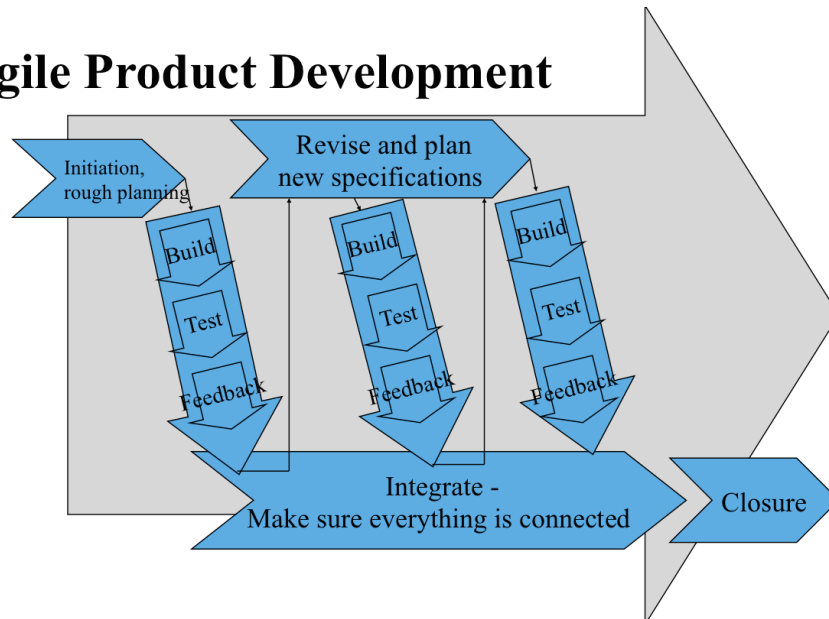 gile Product Development
Initiation,
rough planning
Revise and plan
new specifications
Build
Test
Feedback
Build
Test
Feedback
Build
Test
Feedback
Integrate -
Make sure everything is connected
Closure